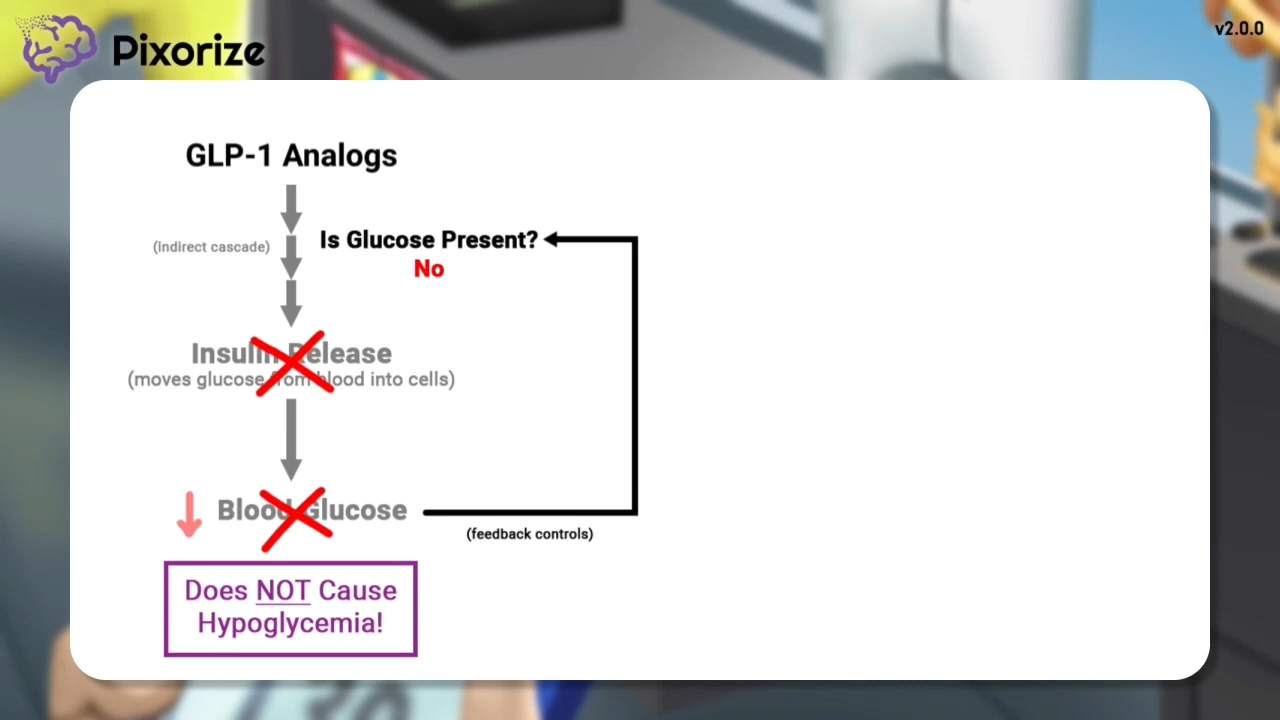 Pixorize
v2.0.0
GLP-1 Analogs
(indirect cascade)
Is Glucose Present?
No
Insulin Release
(moves glucose from blood into cells)
Blood Glucose
(feedback controls)
Does NOT Cause
Hypoglycemia!